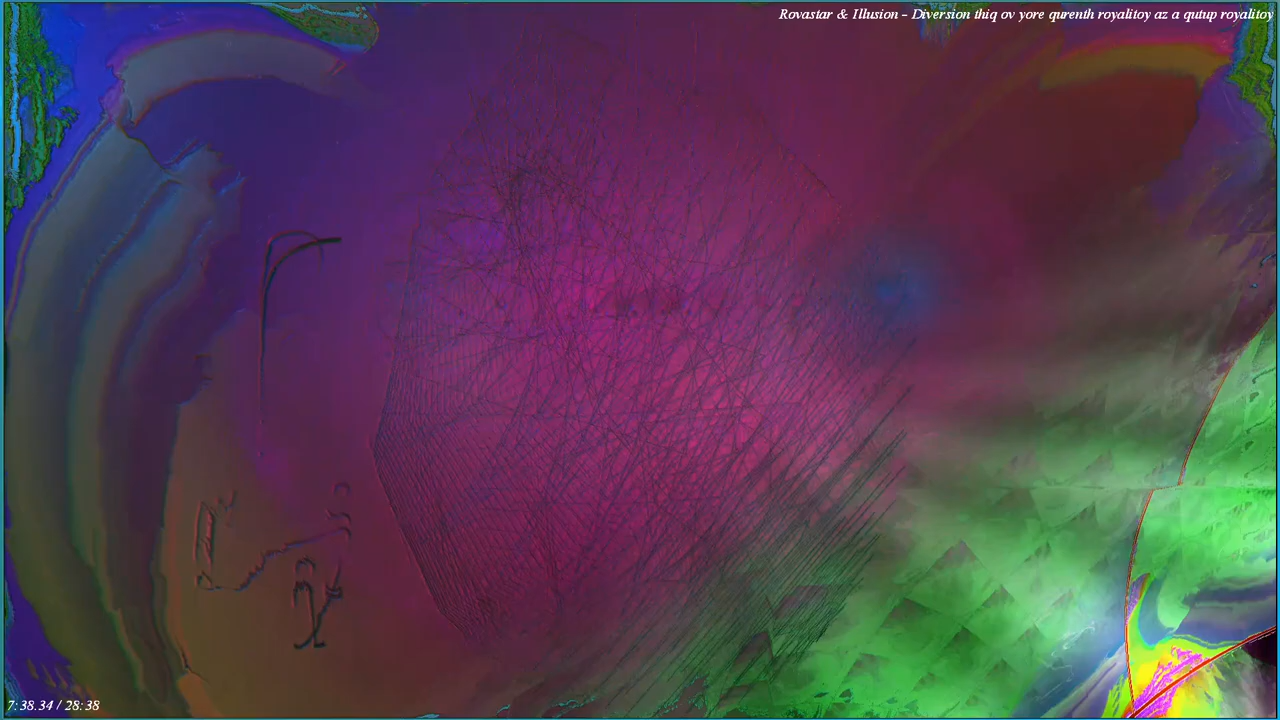 Rovastar & Illusion - Diversion thiq ov yore qurenth royalitoy az a qutup royalitoy
7:38.34 / 28:38